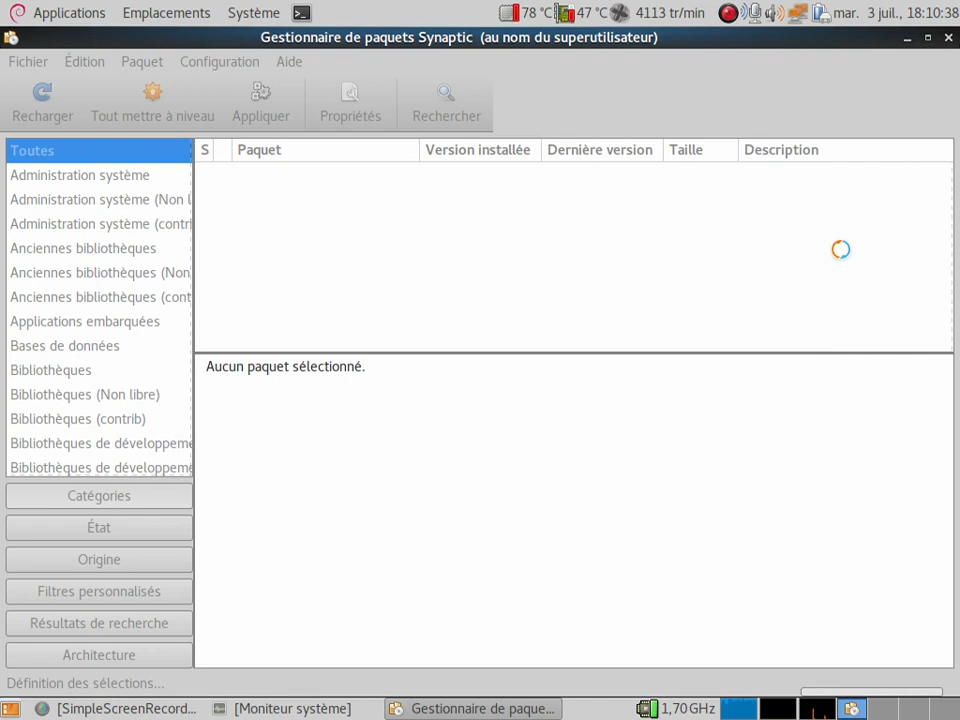 Applications Emplacements Système 78 °C 47 °C 4113 tr/min mar. 3 juil., 18:10:38
Gestionnaire de paquets Synaptic (au nom du superutilisateur)
Fichier Édition Paquet Configuration Aide
Recharger Tout mettre à niveau Appliquer Propriétés Rechercher
Toutes
Administration système
Administration système (Non l
Administration système (contri
Anciennes bibliothèques
Anciennes bibliothèques (Non
Anciennes bibliothèques (cont
Applications embarquées
Bases de données
Bibliothèques
Bibliothèques (Non libre)
Bibliothèques (contrib)
Bibliothèques de développeme
Bibliothèques de développeme
Catégories
État
Origine
Filtres personnalisés
Résultats de recherche
Architecture
S Paquet Version installée Dernière version Taille Description
Aucun paquet sélectionné.
Définition des sélections...
[SimpleScreenRecord... [Moniteur système] Gestionnaire de paque... 1,70 GHz